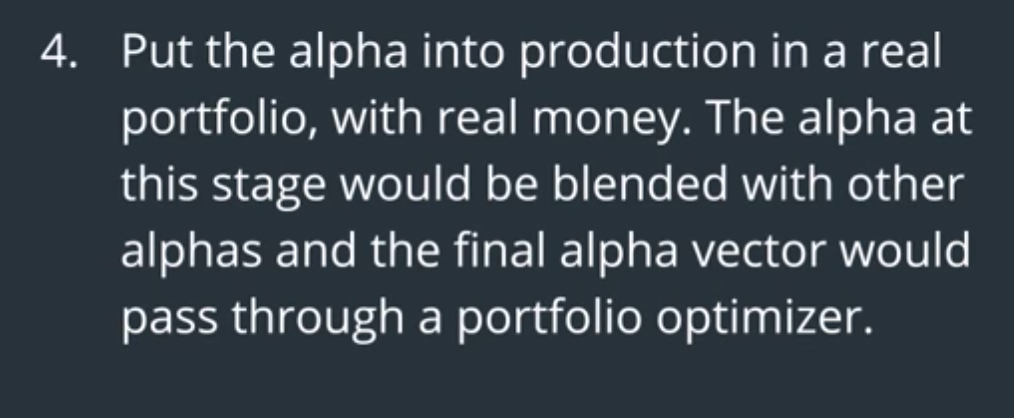 4. Put the alpha into production in a real
portfolio, with real money. The alpha at
this stage would be blended with other
alphas and the final alpha vector would
pass through a portfolio optimizer.